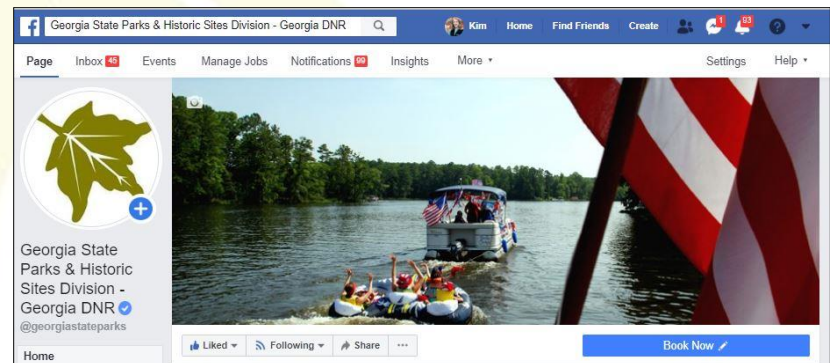 Georgia State Parks & Historic Sites Division - Georgia DNR Kim Home Find Friends Create 1 93
Page Inbox 45 Events Manage Jobs Notifications 99 Insights More Settings Help
Georgia State
Parks & Historic
Sites Division -
Georgia DNR
@georgiastateparks
Liked Following Share ... Book Now
Home